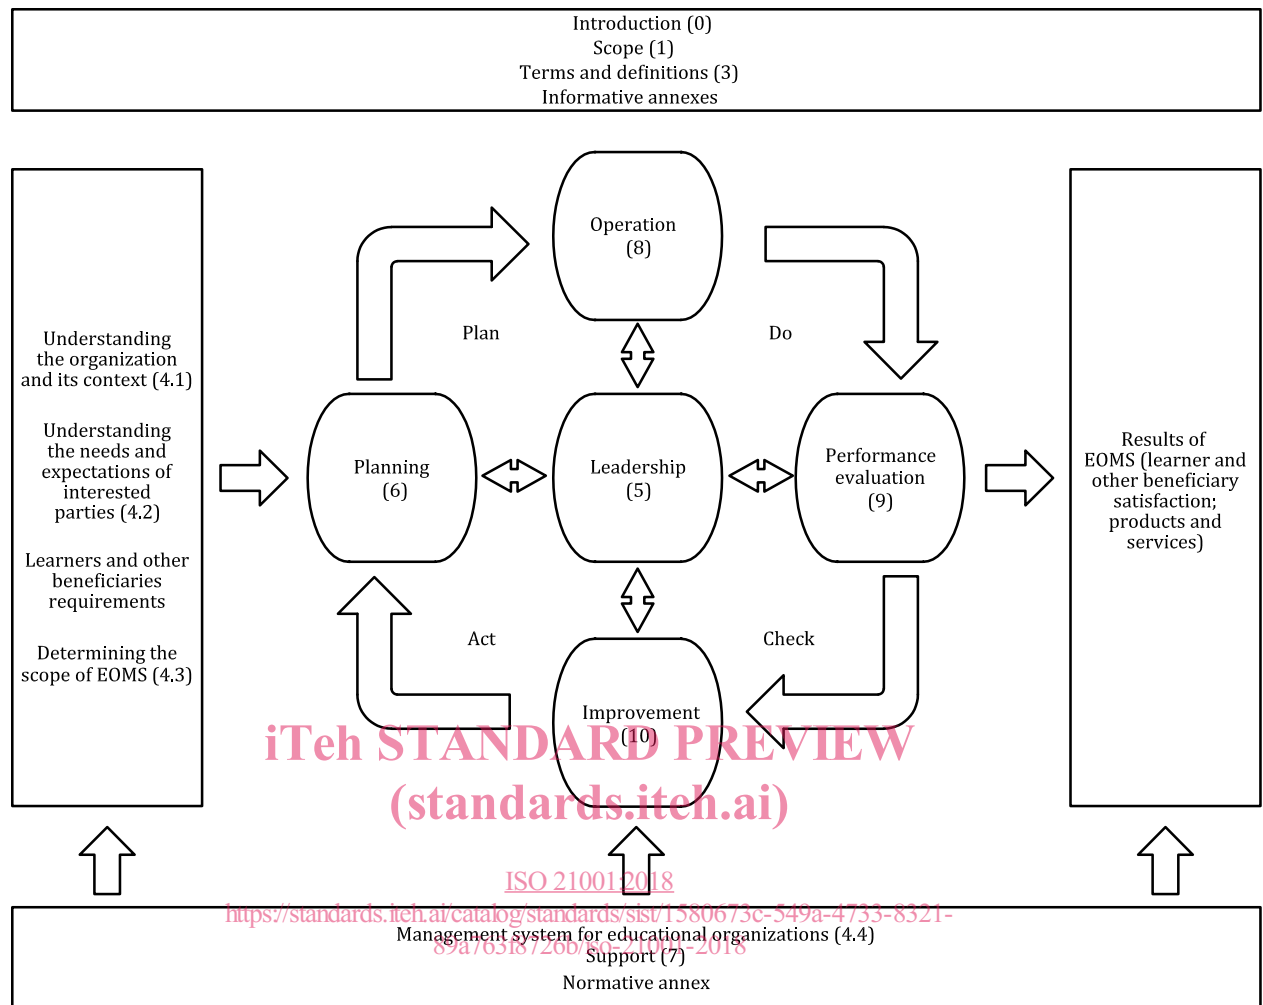 Introduction (0)
Scope (1)
Terms and definitions (3)
Informative annexes
Understanding
the organization
and its context (4.1)
Understanding
the needs and
expectations of
interested
parties (4.2)
Learners and other
beneficiaries
requirements
Determining the
scope of EOMS (4.3)
Operation
(8)
Plan
Do
Planning
(6)
Leadership
(5)
Performance
evaluation
(9)
Act
Check
Improvement
(10)
Results of
EOMS (learner and
other beneficiary
satisfaction;
products and
services)
iTeh STANDARD PREVIEW
(standards.iteh.ai)
ISO 21001:2018
https://standards.iteh.ai/catalog/standards/sist/1580673c-549a-4733-8321-
89a763f8726b/iso-21001-2018
Management system for educational organizations (4.4)
Support (7)
Normative annex